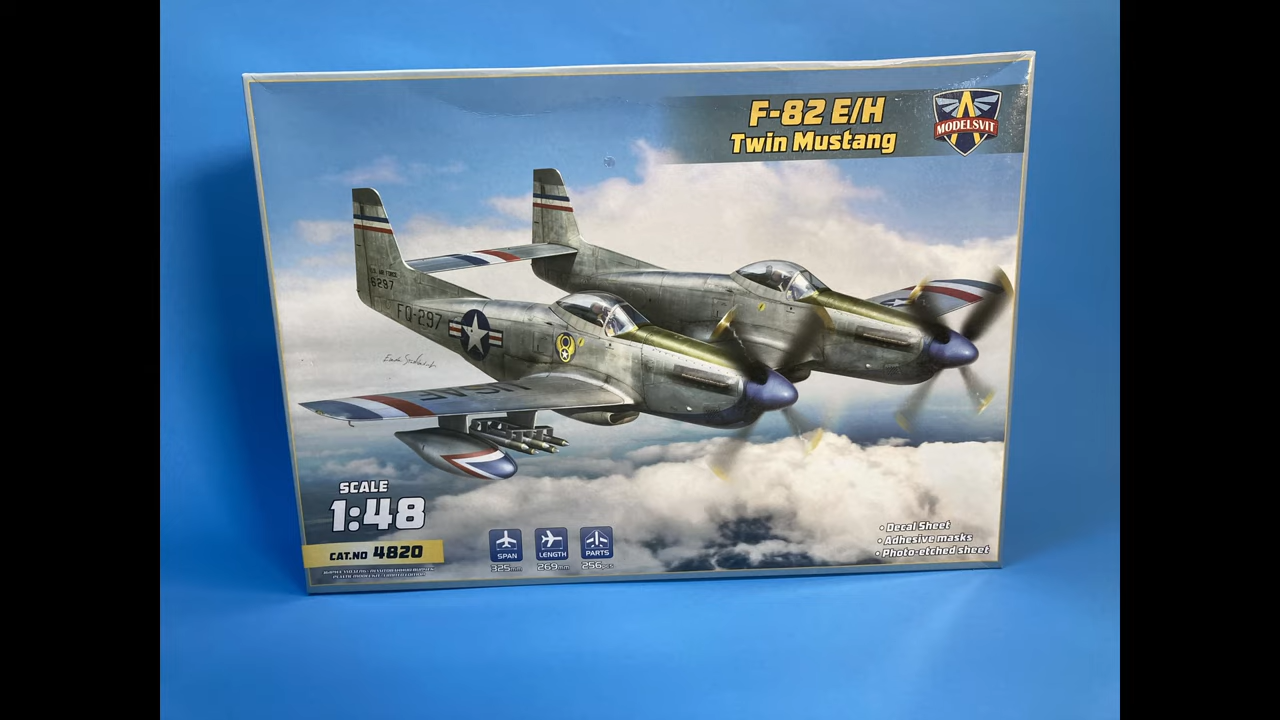 F-82 E/H
Twin Mustang
MODELSVIT
U.S. AIR FORCE
6297
FQ-297
USAF
SCALE
1:48
CAT.NO 4820
SPAN
325mm
LENGTH
269mm
PARTS
256pcs
• Decal Sheet
• Adhesive masks
• Photo-etched sheet